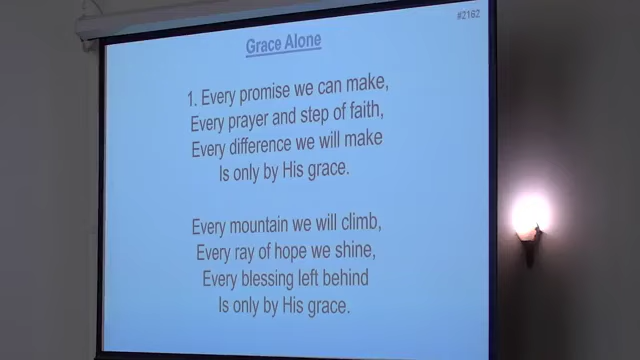 #2162
Grace Alone
1. Every promise we can make,
Every prayer and step of faith,
Every difference we will make
Is only by His grace.
Every mountain we will climb,
Every ray of hope we shine,
Every blessing left behind
Is only by His grace.